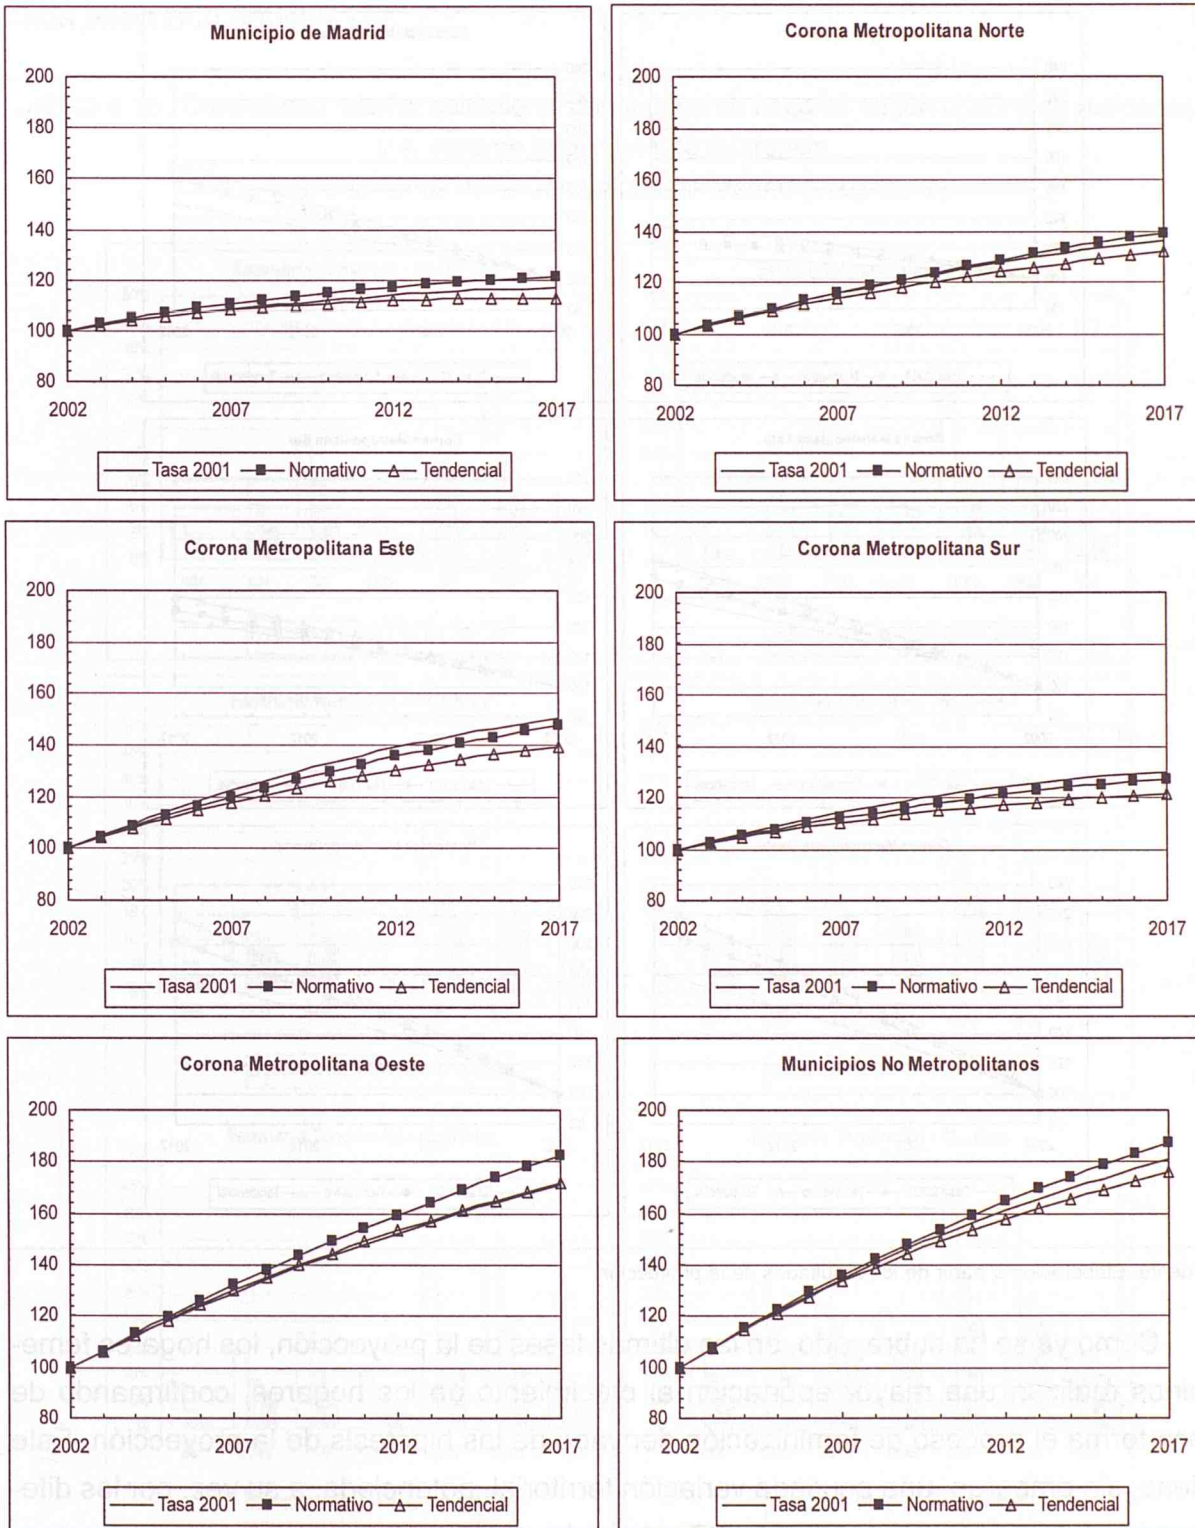 Municipio de Madrid
200
180
160
140
120
100
80
2002 2007 2012 2017
Tasa 2001 Normativo Tendencial
Corona Metropolitana Norte
200
180
160
140
120
100
80
2002 2007 2012 2017
Tasa 2001 Normativo Tendencial
Corona Metropolitana Este
200
180
160
140
120
100
80
2002 2007 2012 2017
Tasa 2001 Normativo Tendencial
Corona Metropolitana Sur
200
180
160
140
120
100
80
2002 2007 2012 2017
Tasa 2001 Normativo Tendencial
Corona Metropolitana Oeste
200
180
160
140
120
100
80
2002 2007 2012 2017
Tasa 2001 Normativo Tendencial
Municipios No Metropolitanos
200
180
160
140
120
100
80
2002 2007 2012 2017
Tasa 2001 Normativo Tendencial